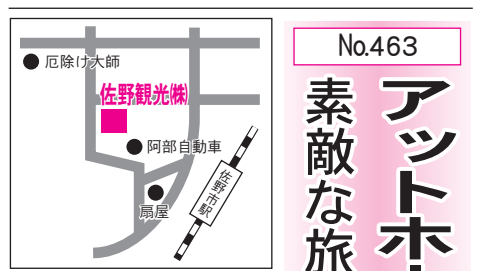 厄除け大師
佐野観光㈱
阿部自動車
佐野市駅
扇屋
No.463
アットホー
素敵な旅